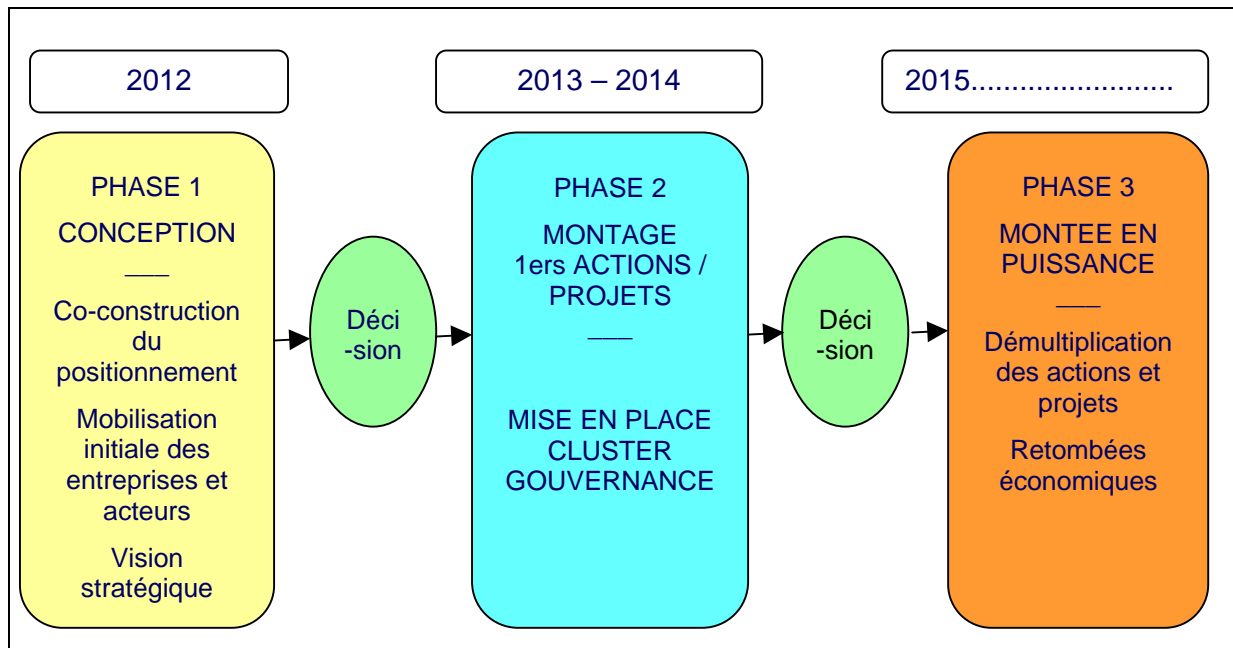 2012
2013 – 2014
2015........................
PHASE 1
CONCEPTION
___
Co-construction
du
positionnement
Mobilisation
initiale des
entreprises et
acteurs
Vision
stratégique
Déci
-sion
PHASE 2
MONTAGE
1ers ACTIONS /
PROJETS
___
MISE EN PLACE
CLUSTER
GOUVERNANCE
Déci
-sion
PHASE 3
MONTEE EN
PUISSANCE
___
Démultiplication
des actions et
projets
Retombées
économiques